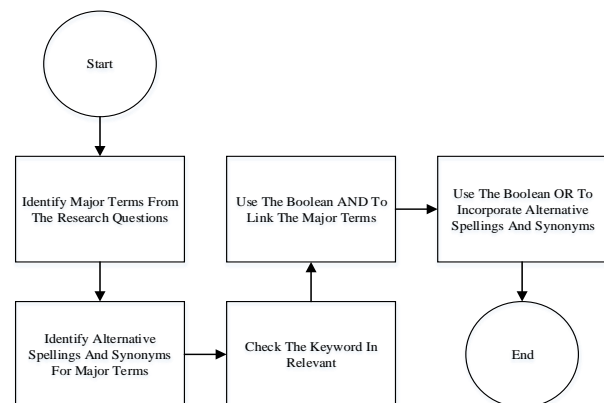 Start
Identify Major Terms From
The Research Questions
Identify Alternative
Spellings And Synonyms
For Major Terms
Check The Keyword In
Relevant
Use The Boolean AND To
Link The Major Terms
Use The Boolean OR To
Incorporate Alternative
Spellings And Synonyms
End